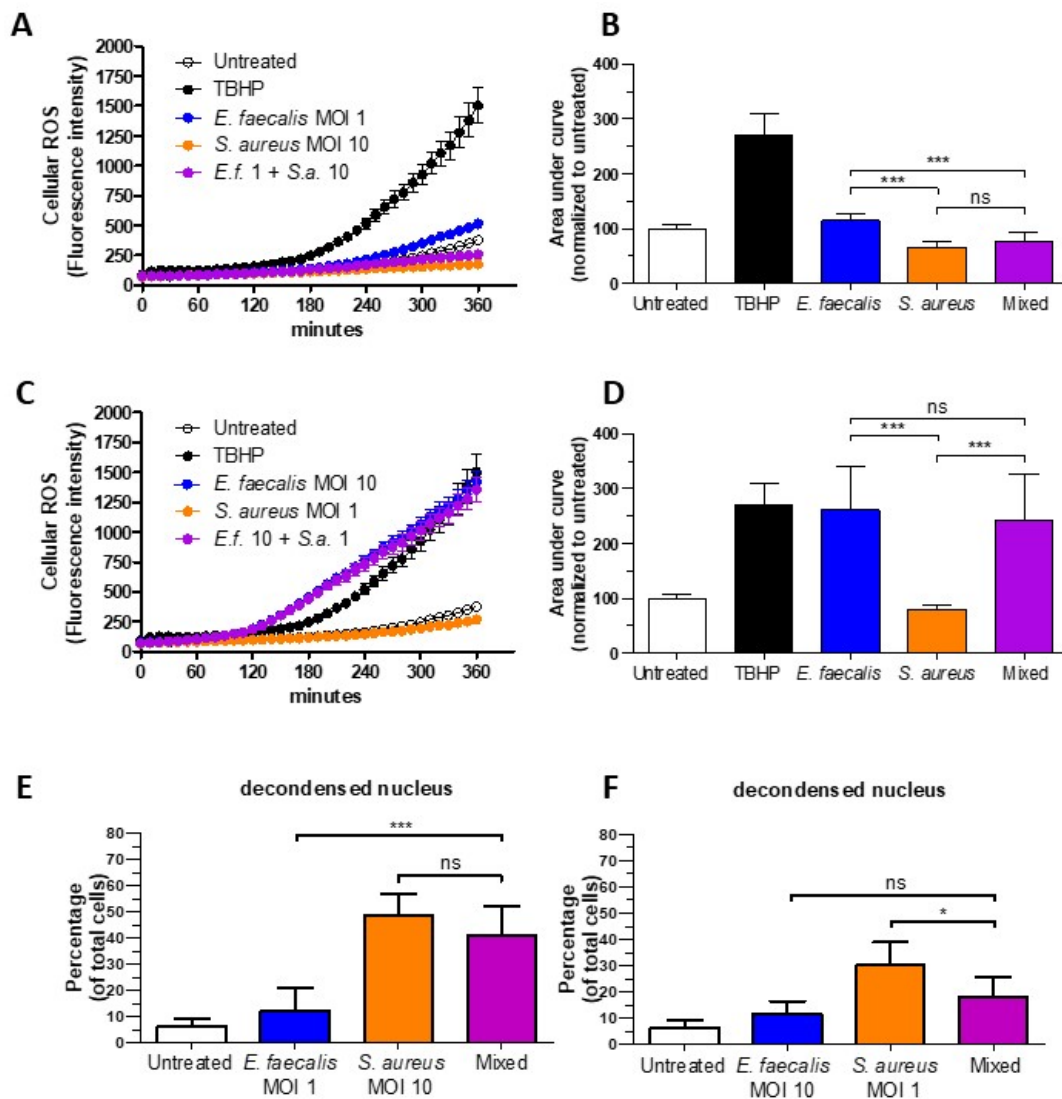 A
Cellular ROS
(Fluorescence intensity)
2000
1750
1500
1250
1000
750
500
250
0
Untreated
TBHP
E. faecalis MOI 1
S. aureus MOI 10
E.f. 1 + S.a. 10
0 60 120 180 240 300 360
minutes
B
Area under curve
(normalized to untreated)
400
300
200
100
0
***
***
ns
Untreated TBHP E. faecalis S. aureus Mixed
C
Cellular ROS
(Fluorescence intensity)
2000
1750
1500
1250
1000
750
500
250
0
Untreated
TBHP
E. faecalis MOI 10
S. aureus MOI 1
E.f. 10 + S.a. 1
0 60 120 180 240 300 360
minutes
D
Area under curve
(normalized to untreated)
400
300
200
100
0
ns
***
***
Untreated TBHP E. faecalis S. aureus Mixed
E
decondensed nucleus
Percentage
(of total cells)
80
70
60
50
40
30
20
10
0
***
ns
Untreated E. faecalis S. aureus Mixed
MOI 1 MOI 10
F
decondensed nucleus
Percentage
(of total cells)
80
70
60
50
40
30
20
10
0
ns
*
Untreated E. faecalis S. aureus Mixed
MOI 10 MOI 1